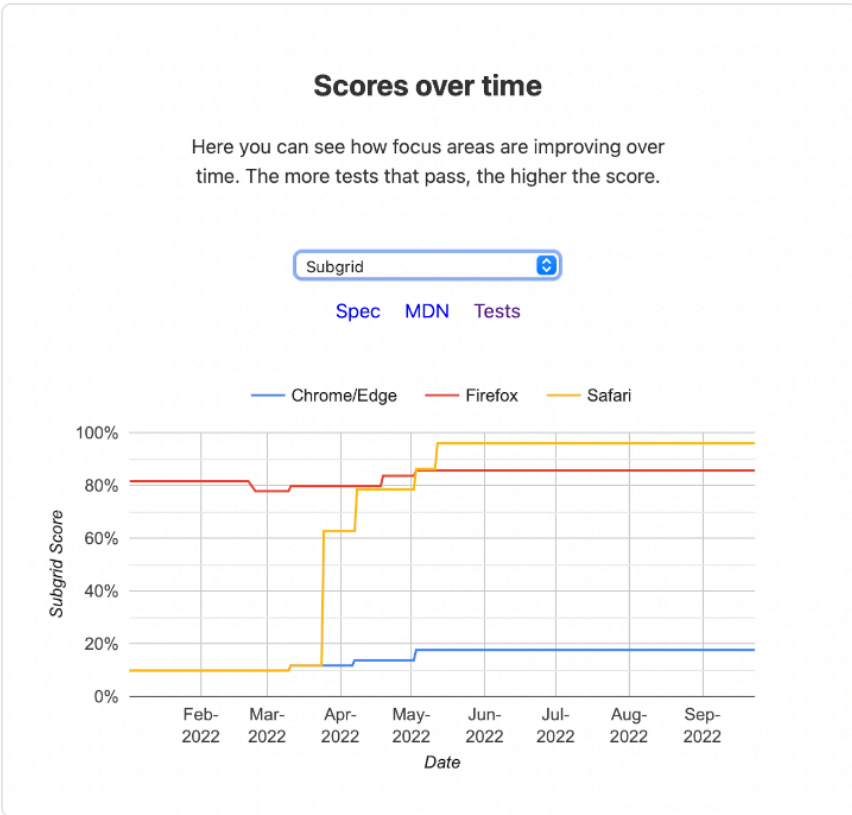 Scores over time
Here you can see how focus areas are improving over
time. The more tests that pass, the higher the score.
Subgrid
Spec MDN Tests
Chrome/Edge Firefox Safari
100%
80%
60%
40%
20%
0%
Subgrid Score
Feb- Mar- Apr- May- Jun- Jul- Aug- Sep-
2022 2022 2022 2022 2022 2022 2022 2022
Date